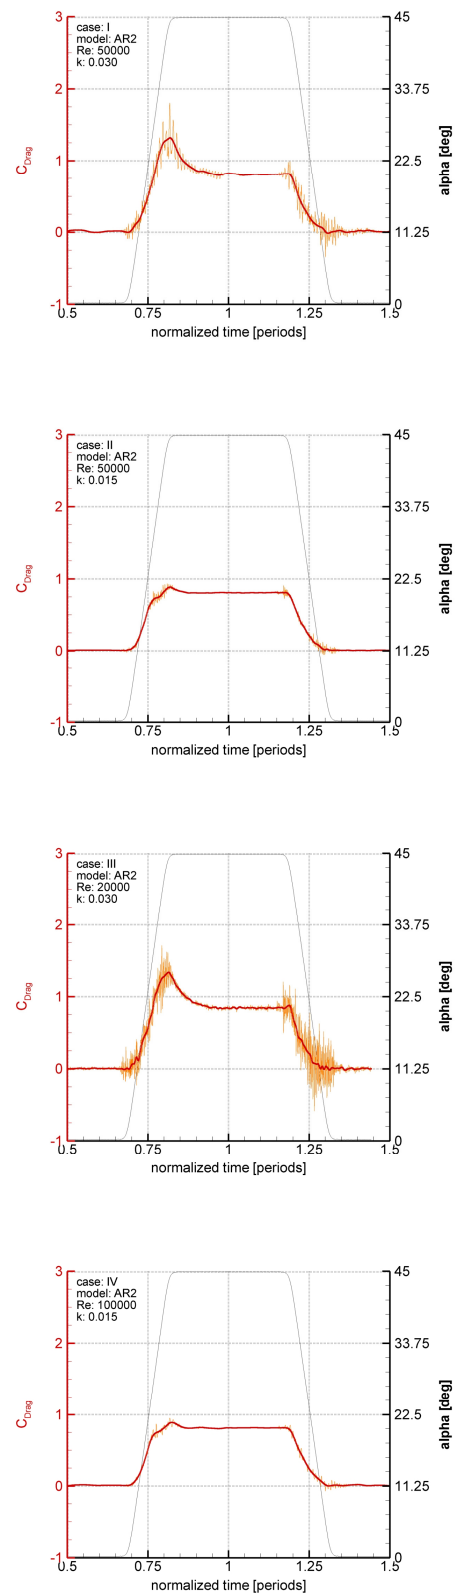 3
45
case: I
model: AR2
Re: 50000
k: 0.030
2
33.75
C_Drag
1
22.5
alpha [deg]
0
11.25
-1
0
0.5
0.75
1
1.25
1.5
normalized time [periods]
3
45
case: II
model: AR2
Re: 50000
k: 0.015
2
33.75
C_Drag
1
22.5
alpha [deg]
0
11.25
-1
0
0.5
0.75
1
1.25
1.5
normalized time [periods]
3
45
case: III
model: AR2
Re: 20000
k: 0.030
2
33.75
C_Drag
1
22.5
alpha [deg]
0
11.25
-1
0
0.5
0.75
1
1.25
1.5
normalized time [periods]
3
45
case: IV
model: AR2
Re: 100000
k: 0.015
2
33.75
C_Drag
1
22.5
alpha [deg]
0
11.25
-1
0
0.5
0.75
1
1.25
1.5
normalized time [periods]